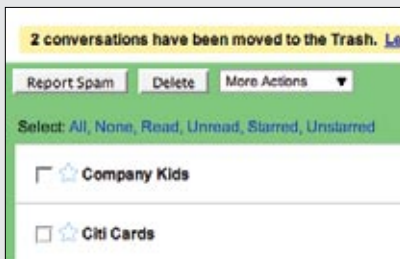 2 conversations have been moved to the Trash. Le
Report Spam Delete More Actions
Select: All, None, Read, Unread, Starred, Unstarred
Company Kids
Citi Cards